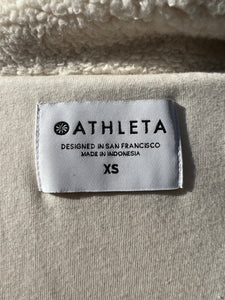 ATHLETA
DESIGNED IN SAN FRANCISCO
MADE IN INDONESIA
XS